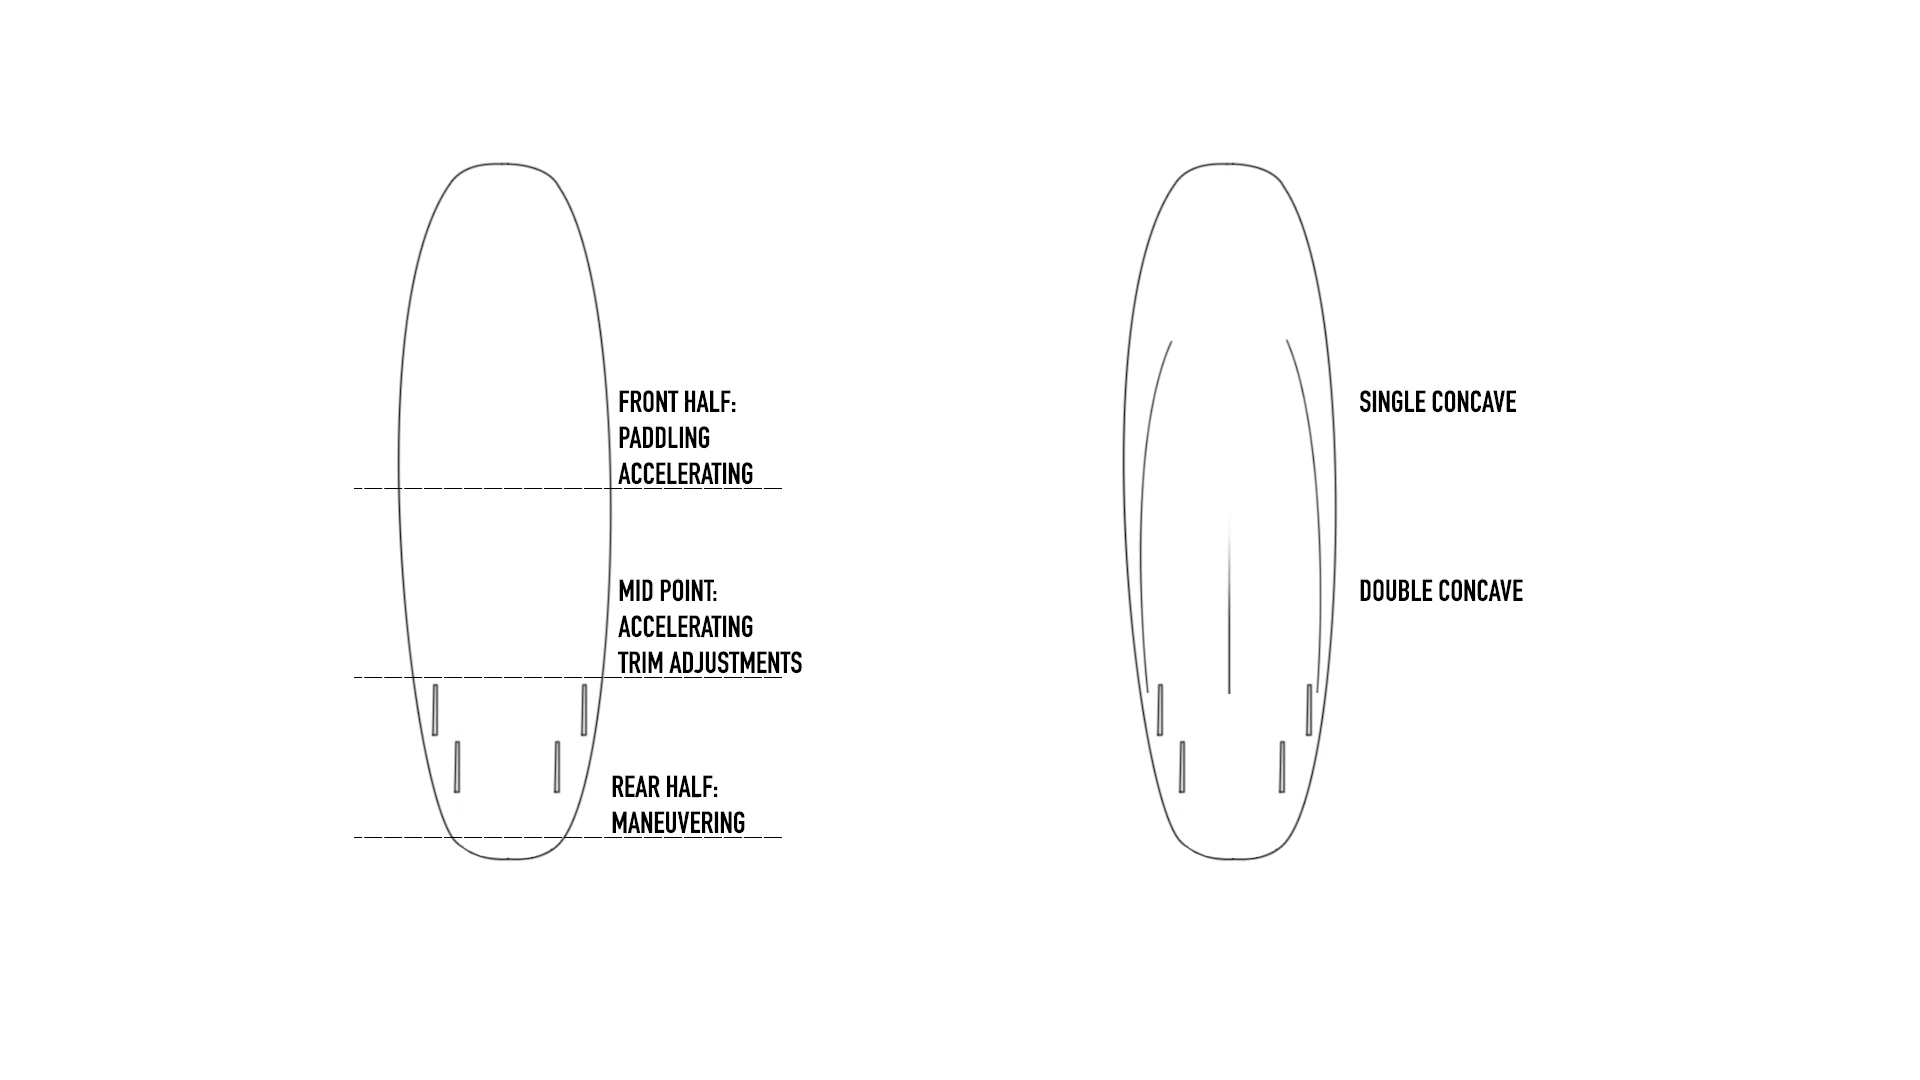 FRONT HALF:
PADDLING
ACCELERATING
MID POINT:
ACCELERATING
TRIM ADJUSTMENTS
REAR HALF:
MANEUVERING
SINGLE CONCAVE
DOUBLE CONCAVE